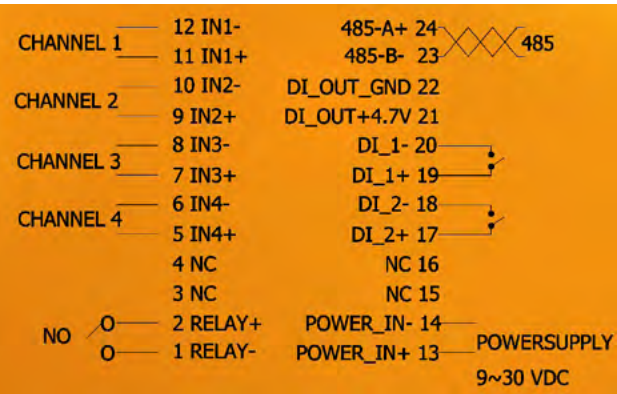 CHANNEL 1
12 IN1-
11 IN1+
CHANNEL 2
10 IN2-
9 IN2+
CHANNEL 3
8 IN3-
7 IN3+
CHANNEL 4
6 IN4-
5 IN4+
4 NC
3 NC
NO
2 RELAY+
1 RELAY-
485-A+ 24
485-B- 23
485
DI_OUT_GND 22
DI_OUT+4.7V 21
DI_1- 20
DI_1+ 19
DI_2- 18
DI_2+ 17
NC 16
NC 15
POWER_IN- 14
POWER_IN+ 13
POWERSUPPLY
9~30 VDC